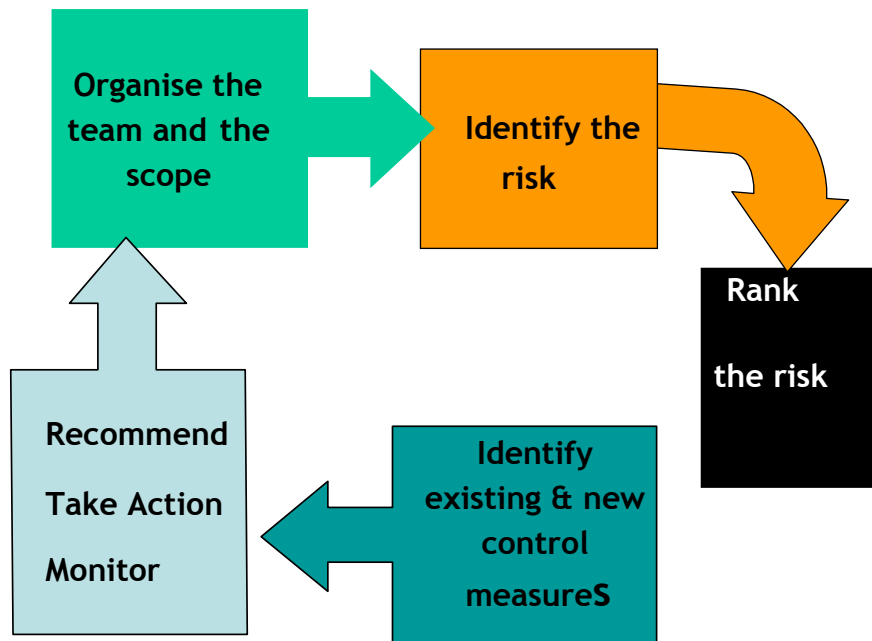 Organise the
team and the
scope
Identify the
risk
Rank
the risk
Identify
existing & new
control
measures
Recommend
Take Action
Monitor